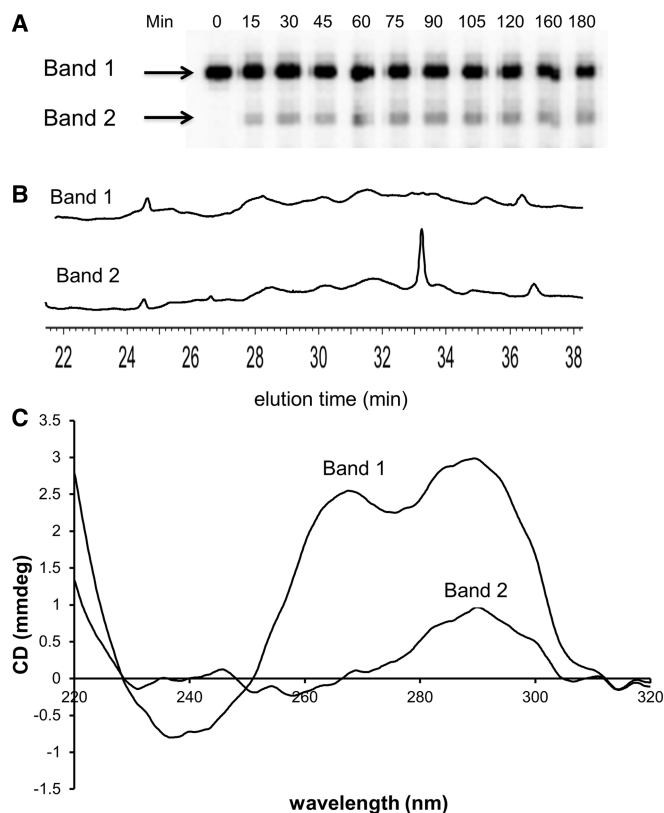 A
Min 0 15 30 45 60 75 90 105 120 160 180
Band 1
Band 2
B
Band 1
Band 2
22 24 26 28 30 32 34 36 38
elution time (min)
C
3.5
3
2.5
2
1.5
1
0.5
0
-0.5
-1
-1.5
CD (mmdeg)
Band 1
Band 2
220 240 260 280 300 320
wavelength (nm)